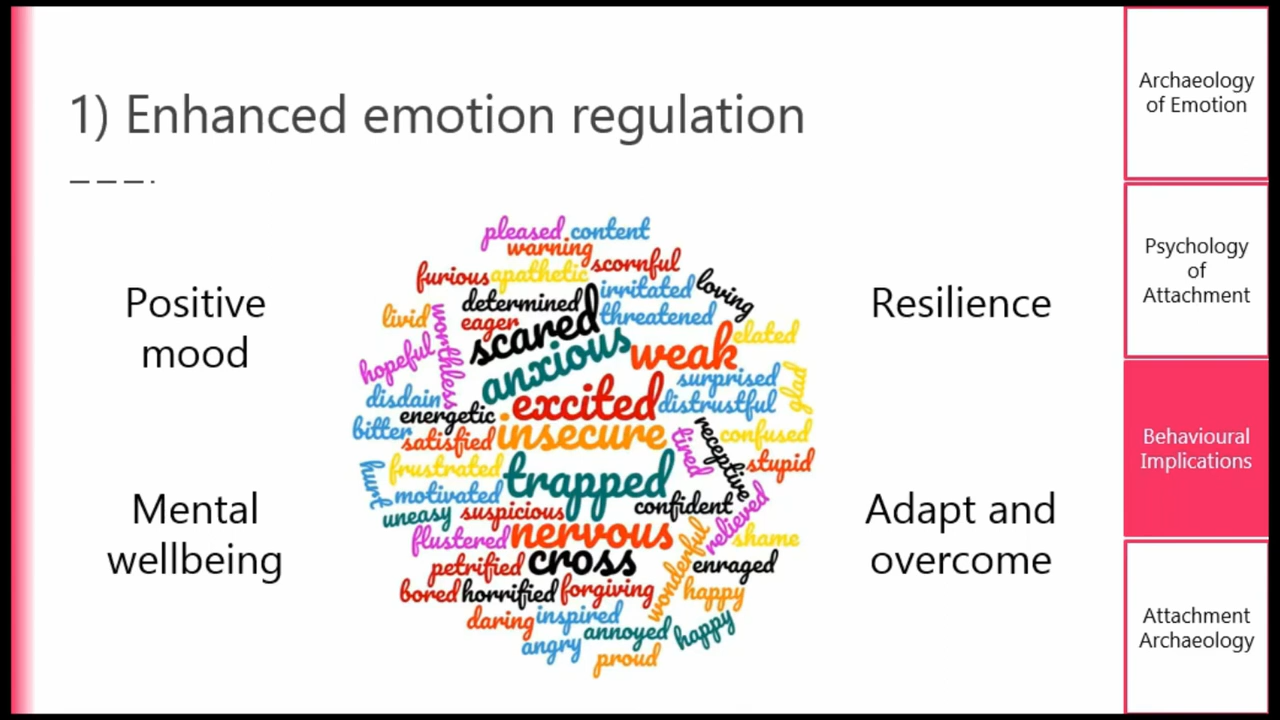 1) Enhanced emotion regulation
Positive
mood
Mental
wellbeing
pleased content
warning
furious apathetic scornful
determined irritated loving
livid eager scared threatened
worthless anxious weak elated
hopeful surprised glad
disdain excited distrustful
energetic
bitter satisfied insecure tired receptive confused
frustrated stupid
hurt motivated trapped confident
uneasy suspicious relieved
flustered nervous wonderful shame
petrified cross enraged
bored horrified forgiving happy
daring inspired
annoyed happy
angry proud
Resilience
Adapt and
overcome
Archaeology
of Emotion
Psychology
of
Attachment
Behavioural
Implications
Attachment
Archaeology